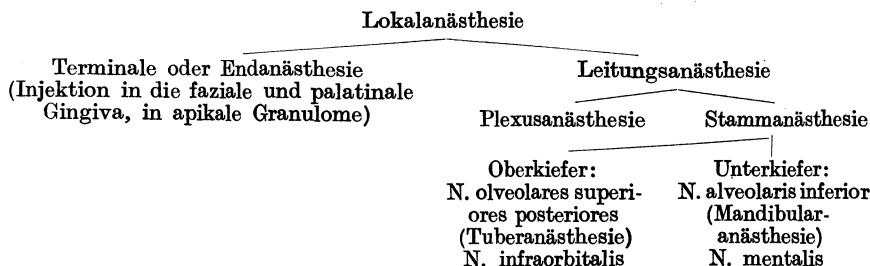 Lokalanästhesie
Terminale oder Endanästhesie
(Injektion in die faziale und palatinale
Gingiva, in apikale Granulome)
Leitungsanästhesie
Plexusanästhesie
Stammanästhesie
Oberkiefer:
N. olveolares superi-
ores posteriores
(Tuberanästhesie)
N. infraorbitalis
Unterkiefer:
N. alveolaris inferior
(Mandibular-
anästhesie)
N. mentalis